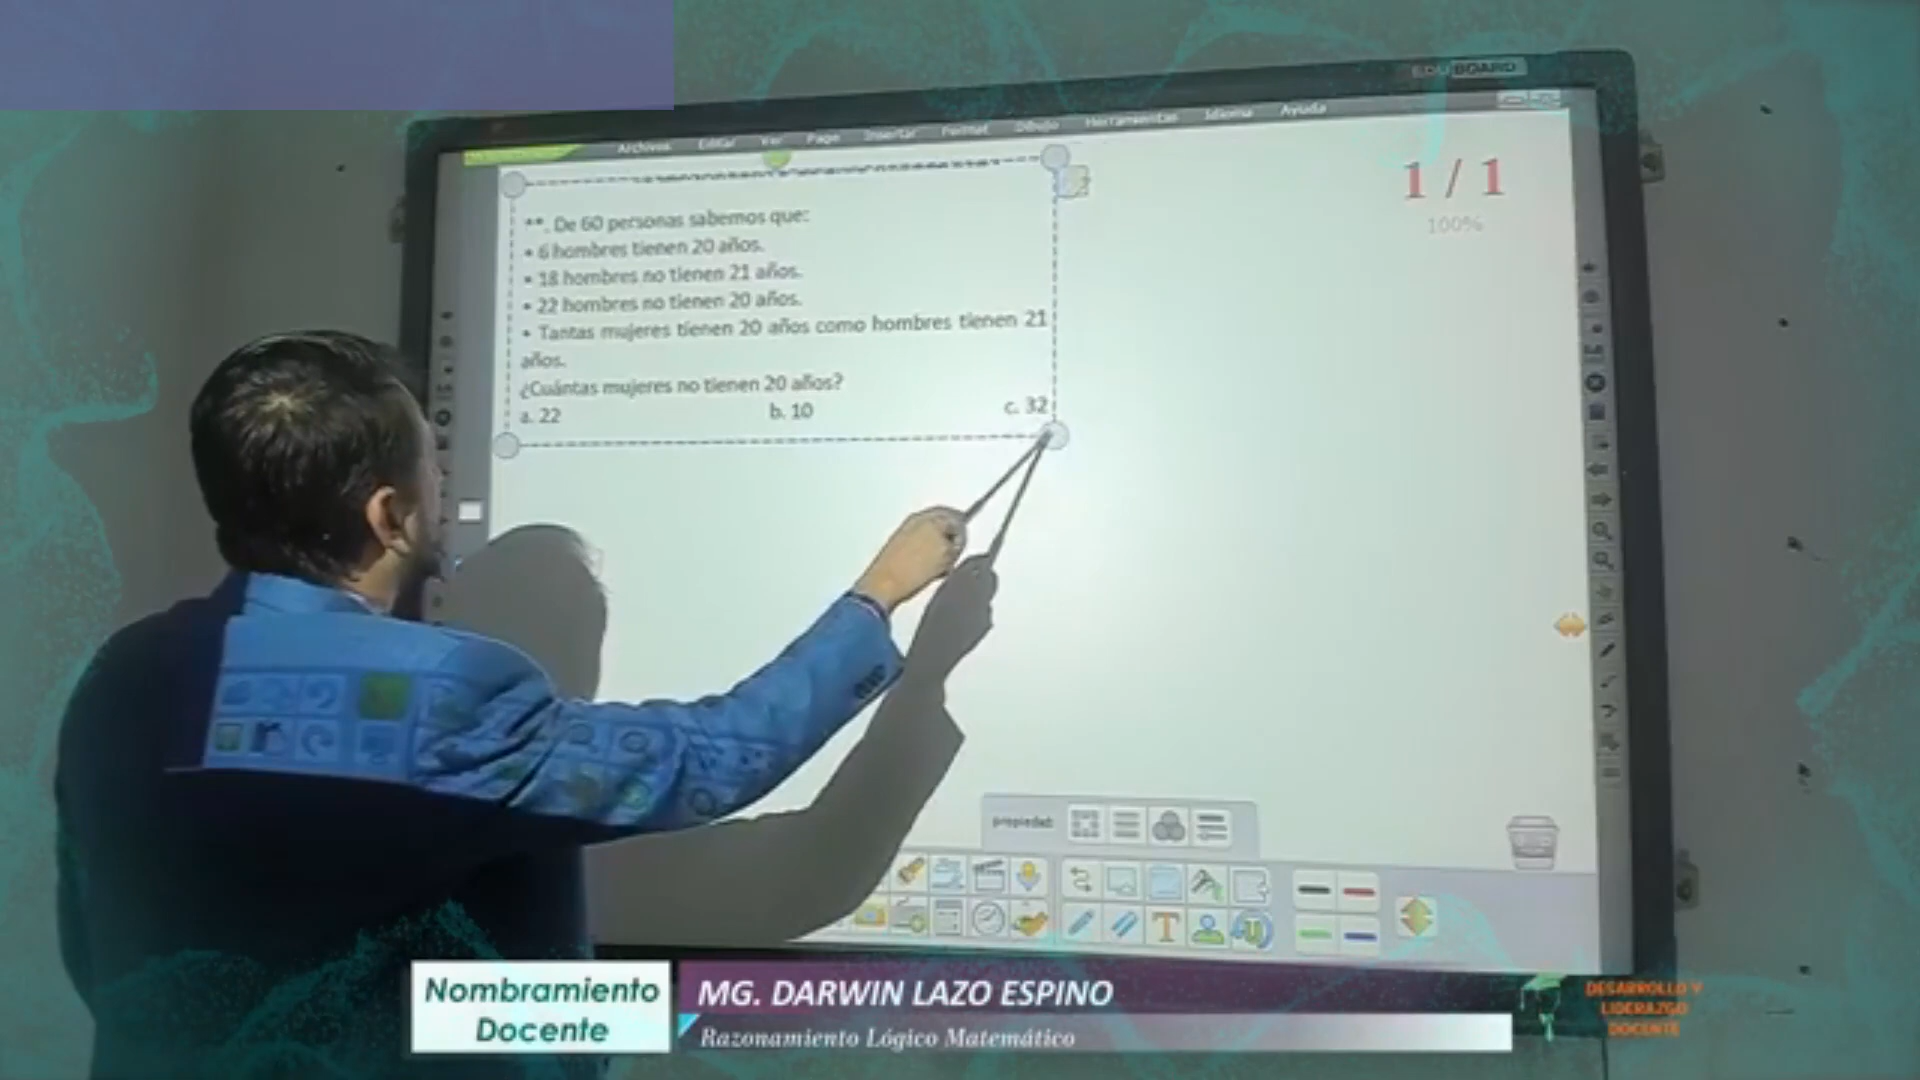 BOARD
Archivos Editar Ver Page Insertar Format Dibujo Herramientas Idioma Ayuda
1 / 1
100%
**. De 60 personas sabemos que:
• 6 hombres tienen 20 años.
• 18 hombres no tienen 21 años.
• 22 hombres no tienen 20 años.
• Tantas mujeres tienen 20 años como hombres tienen 21
años.
¿Cuántas mujeres no tienen 20 años?
a. 22 b. 10 c. 32
propiedad:
Nombramiento
Docente
MG. DARWIN LAZO ESPINO
Razonamiento Lógico Matemático
DESARROLLO Y
LIDERAZGO
DOCENTE